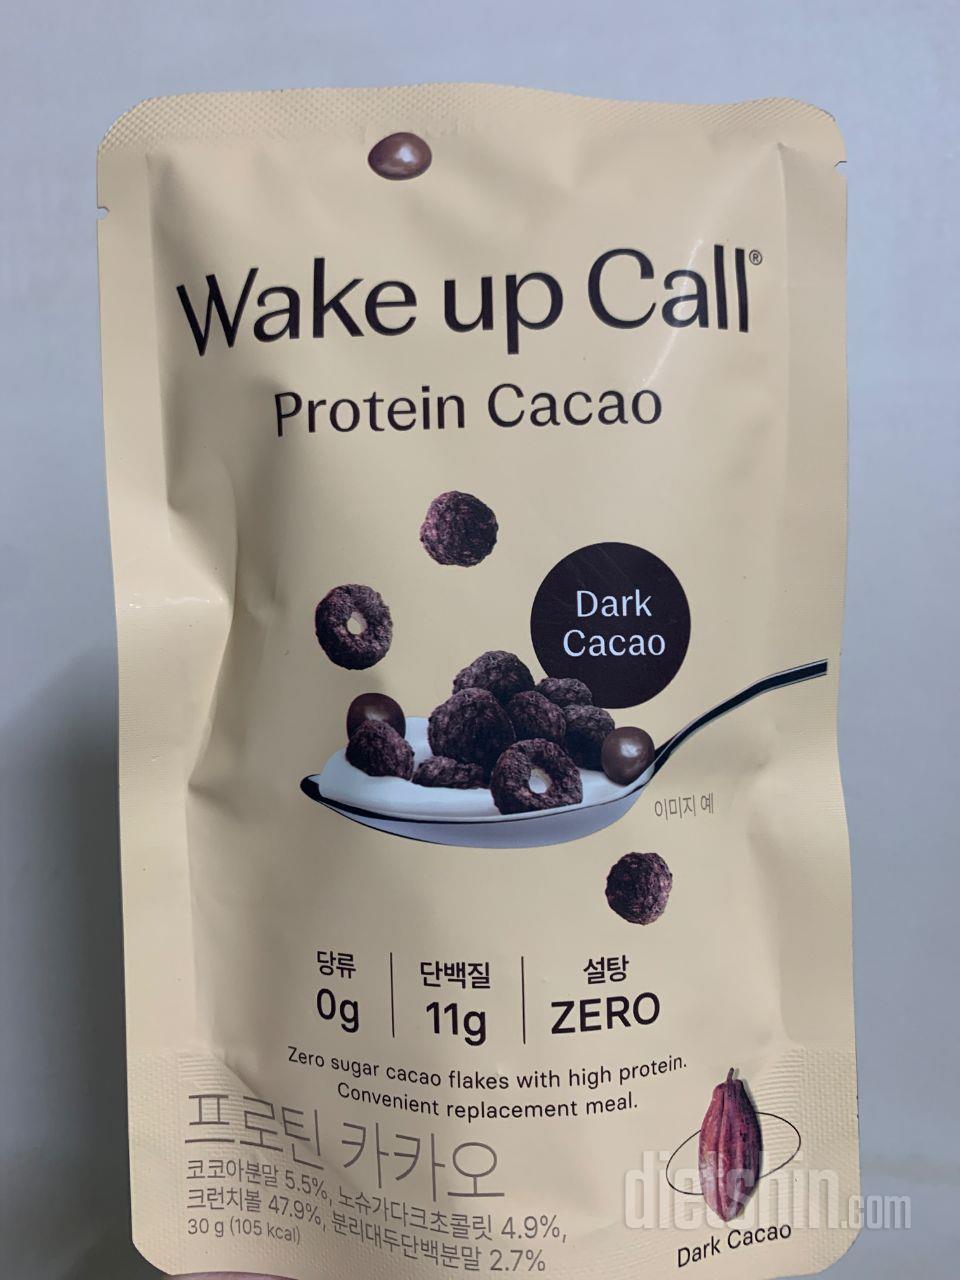 Wake up Call®
Protein Cacao
Dark
Cacao
이미지 예
당류
0g
단백질
11g
설탕
ZERO
Zero sugar cacao flakes with high protein.
Convenient replacement meal.
프로틴 카카오
코코아분말 5.5%, 노슈가다크초콜릿 4.9%,
크런치볼 47.9%, 분리대두단백분말 2.7%
30 g (105 kcal)
Dark Cacao
dietshin.com